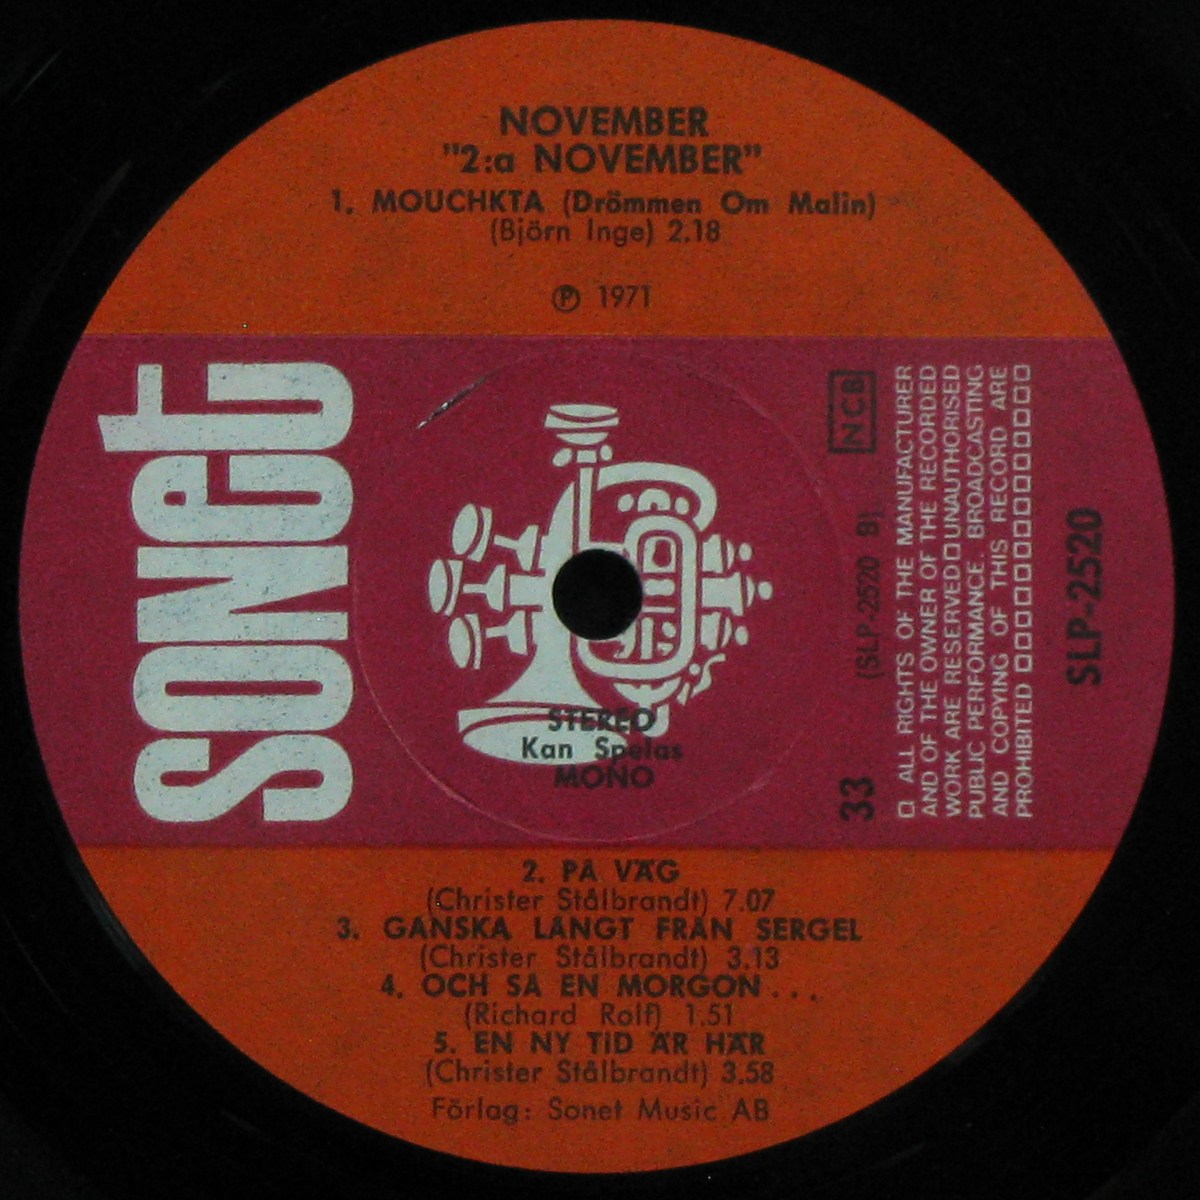 NOVEMBER
"2:a NOVEMBER"
1. MOUCHKTA (Drömmen Om Malin)
(Björn Inge) 2.18
℗ 1971
sonet
NCB
(SLP-2520 B)
33
□ ALL RIGHTS OF THE MANUFACTURER
AND OF THE OWNER OF THE RECORDED
WORK ARE RESERVED□UNAUTHORISED
PUBLIC PERFORMANCE. BROADCASTING
AND COPYING OF THIS RECORD ARE
PROHIBITED □□□□□□□□□□□□□□□
SLP-2520
STEREO
Kan Spelas
MONO
2. PÅ VÄG
(Christer Stålbrandt) 7.07
3. GANSKA LÅNGT FRÅN SERGEL
(Christer Stålbrandt) 3.13
4. OCH SÅ EN MORGON . . .
(Richard Rolf) 1.51
5. EN NY TID ÄR HÄR
(Christer Stålbrandt) 3.58
Förlag: Sonet Music AB